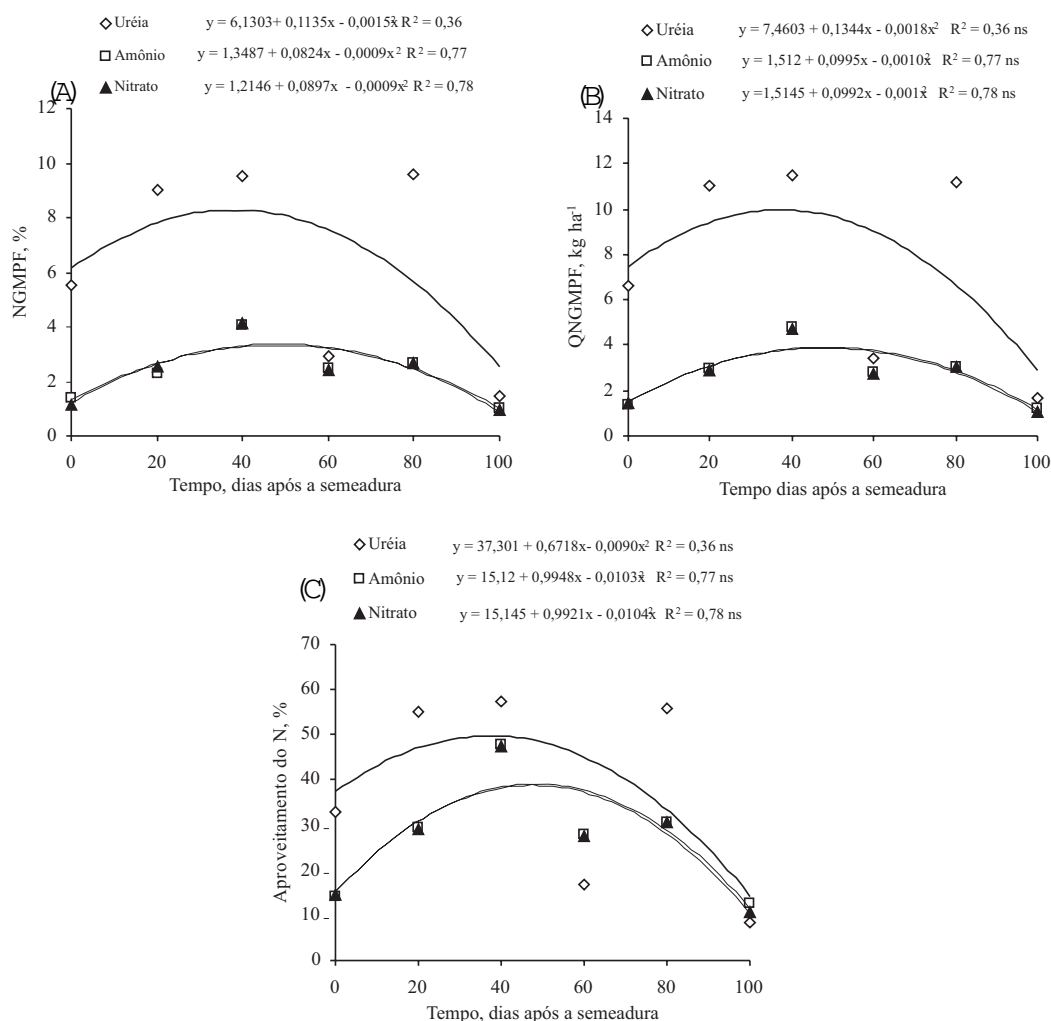 Uréia y = 6,1303+ 0,1135x - 0,0015x² R² = 0,36
Amônio y = 1,3487 + 0,0824x - 0,0009x² R² = 0,77
Nitrato y = 1,2146 + 0,0897x - 0,0009x² R² = 0,78
(A)
12
10
8
6
4
2
0
NGMPF, %
0 20 40 60 80 100
Tempo, dias após a semeadura
Uréia y = 7,4603 + 0,1344x - 0,0018x² R² = 0,36 ns
Amônio y = 1,512 + 0,0995x - 0,0010x² R² = 0,77 ns
Nitrato y =1,5145 + 0,0992x - 0,001x² R² = 0,78 ns
(B)
14
12
10
8
6
4
2
0
QNGMPF, kg ha⁻¹
0 20 40 60 80 100
Tempo dias após a semeadura
Uréia y = 37,301 + 0,6718x- 0,0090x² R² = 0,36 ns
Amônio y = 15,12 + 0,9948x - 0,0103x² R² = 0,77 ns
Nitrato y = 15,145 + 0,9921x - 0,0104x² R² = 0,78 ns
(C)
70
60
50
40
30
20
10
0
Aproveitamento do N, %
0 20 40 60 80 100
Tempo, dias após a semeadura